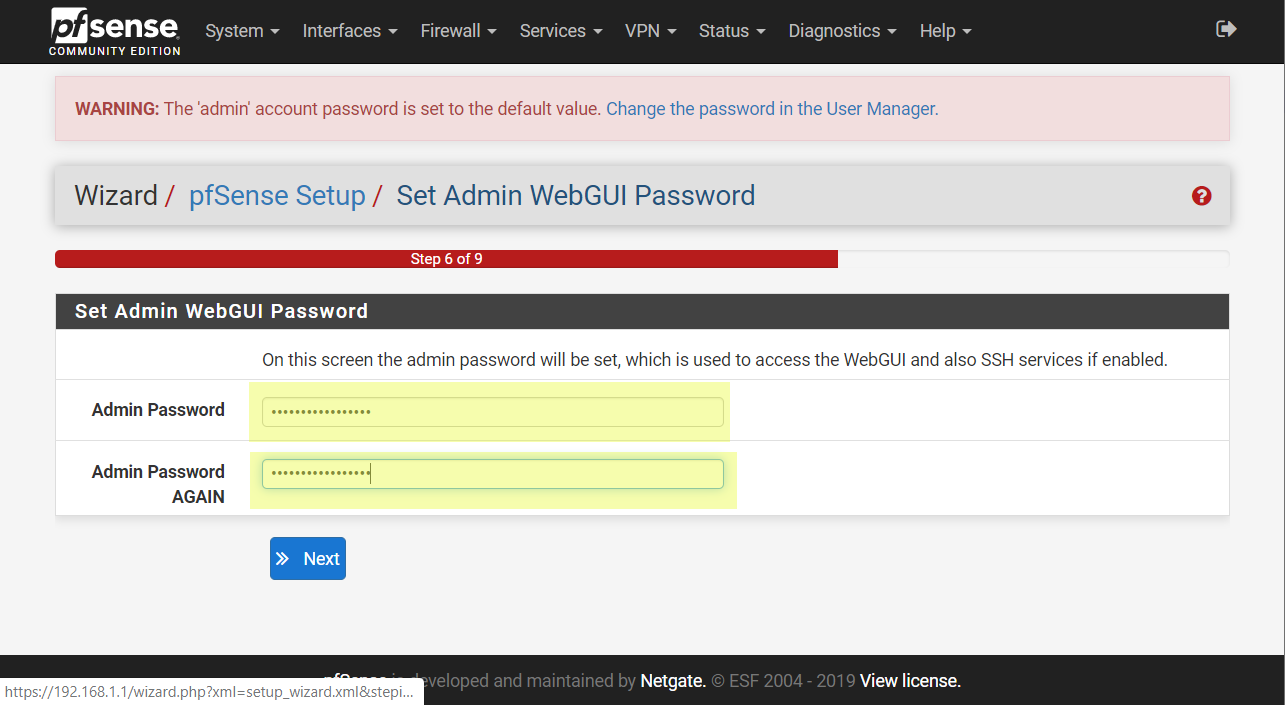 pfsense
COMMUNITY EDITION
System Interfaces Firewall Services VPN Status Diagnostics Help
WARNING: The 'admin' account password is set to the default value. Change the password in the User Manager.
Wizard / pfSense Setup / Set Admin WebGUI Password
Step 6 of 9
Set Admin WebGUI Password
On this screen the admin password will be set, which is used to access the WebGUI and also SSH services if enabled.
Admin Password
Admin Password
AGAIN
Next
pfSense is developed and maintained by Netgate. © ESF 2004 - 2019 View license.
https://192.168.1.1/wizard.php?xml=setup_wizard.xml&stepi...